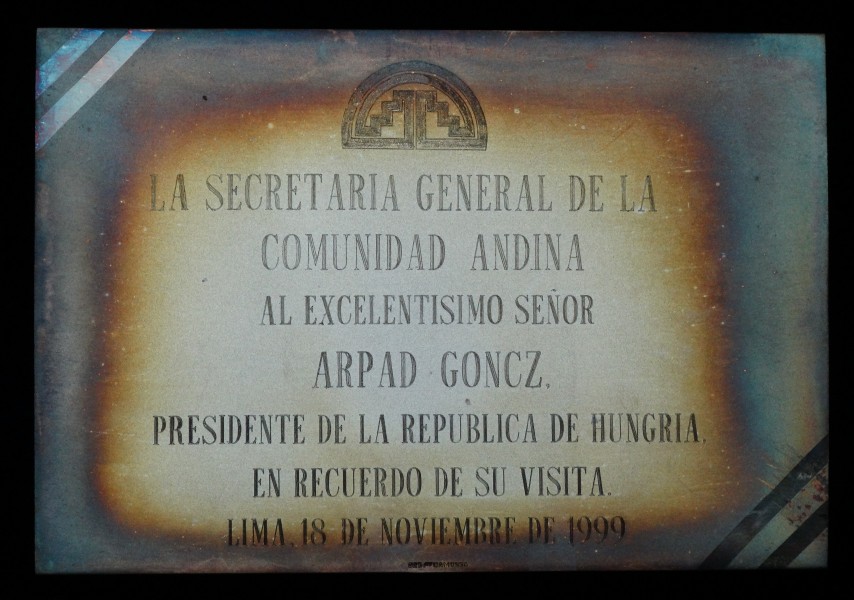 LA SECRETARIA GENERAL DE LA
COMUNIDAD ANDINA
AL EXCELENTISIMO SEÑOR
ARPAD GONCZ,
PRESIDENTE DE LA REPUBLICA DE HUNGRIA,
EN RECUERDO DE SU VISITA.
LIMA, 18 DE NOVIEMBRE DE 1999